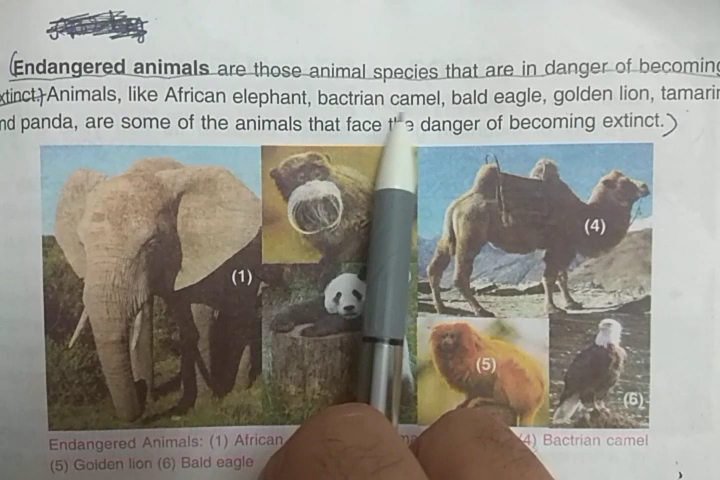 (Endangered animals are those animal species that are in danger of becoming
xtinct.) Animals, like African elephant, bactrian camel, bald eagle, golden lion, tamarin
nd panda, are some of the animals that face the danger of becoming extinct.)
(1)
(4)
(5)
(6)
Endangered Animals: (1) African (4) Bactrian camel
(5) Golden lion (6) Bald eagle